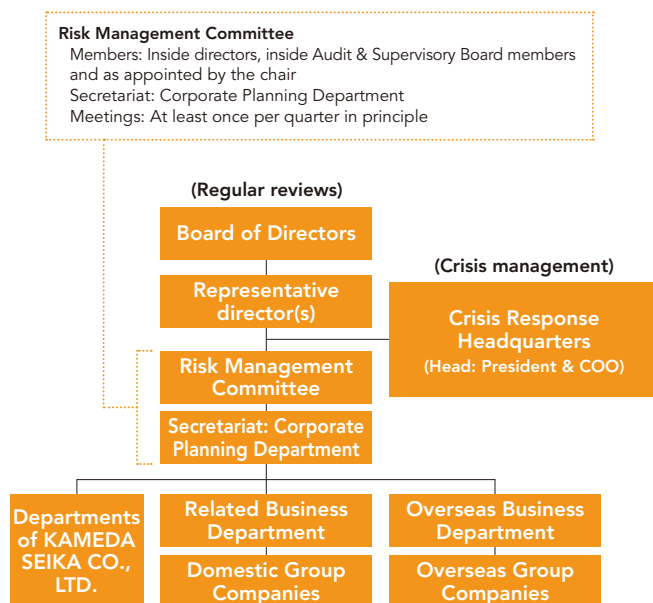 Risk Management Committee
Members: Inside directors, inside Audit & Supervisory Board members
and as appointed by the chair
Secretariat: Corporate Planning Department
Meetings: At least once per quarter in principle
(Regular reviews)
Board of Directors
Representative
director(s)
(Crisis management)
Crisis Response
Headquarters
(Head: President & COO)
Risk Management
Committee
Secretariat: Corporate
Planning Department
Departments
of KAMEDA
SEIKA CO.,
LTD.
Related Business
Department
Domestic Group
Companies
Overseas Business
Department
Overseas Group
Companies